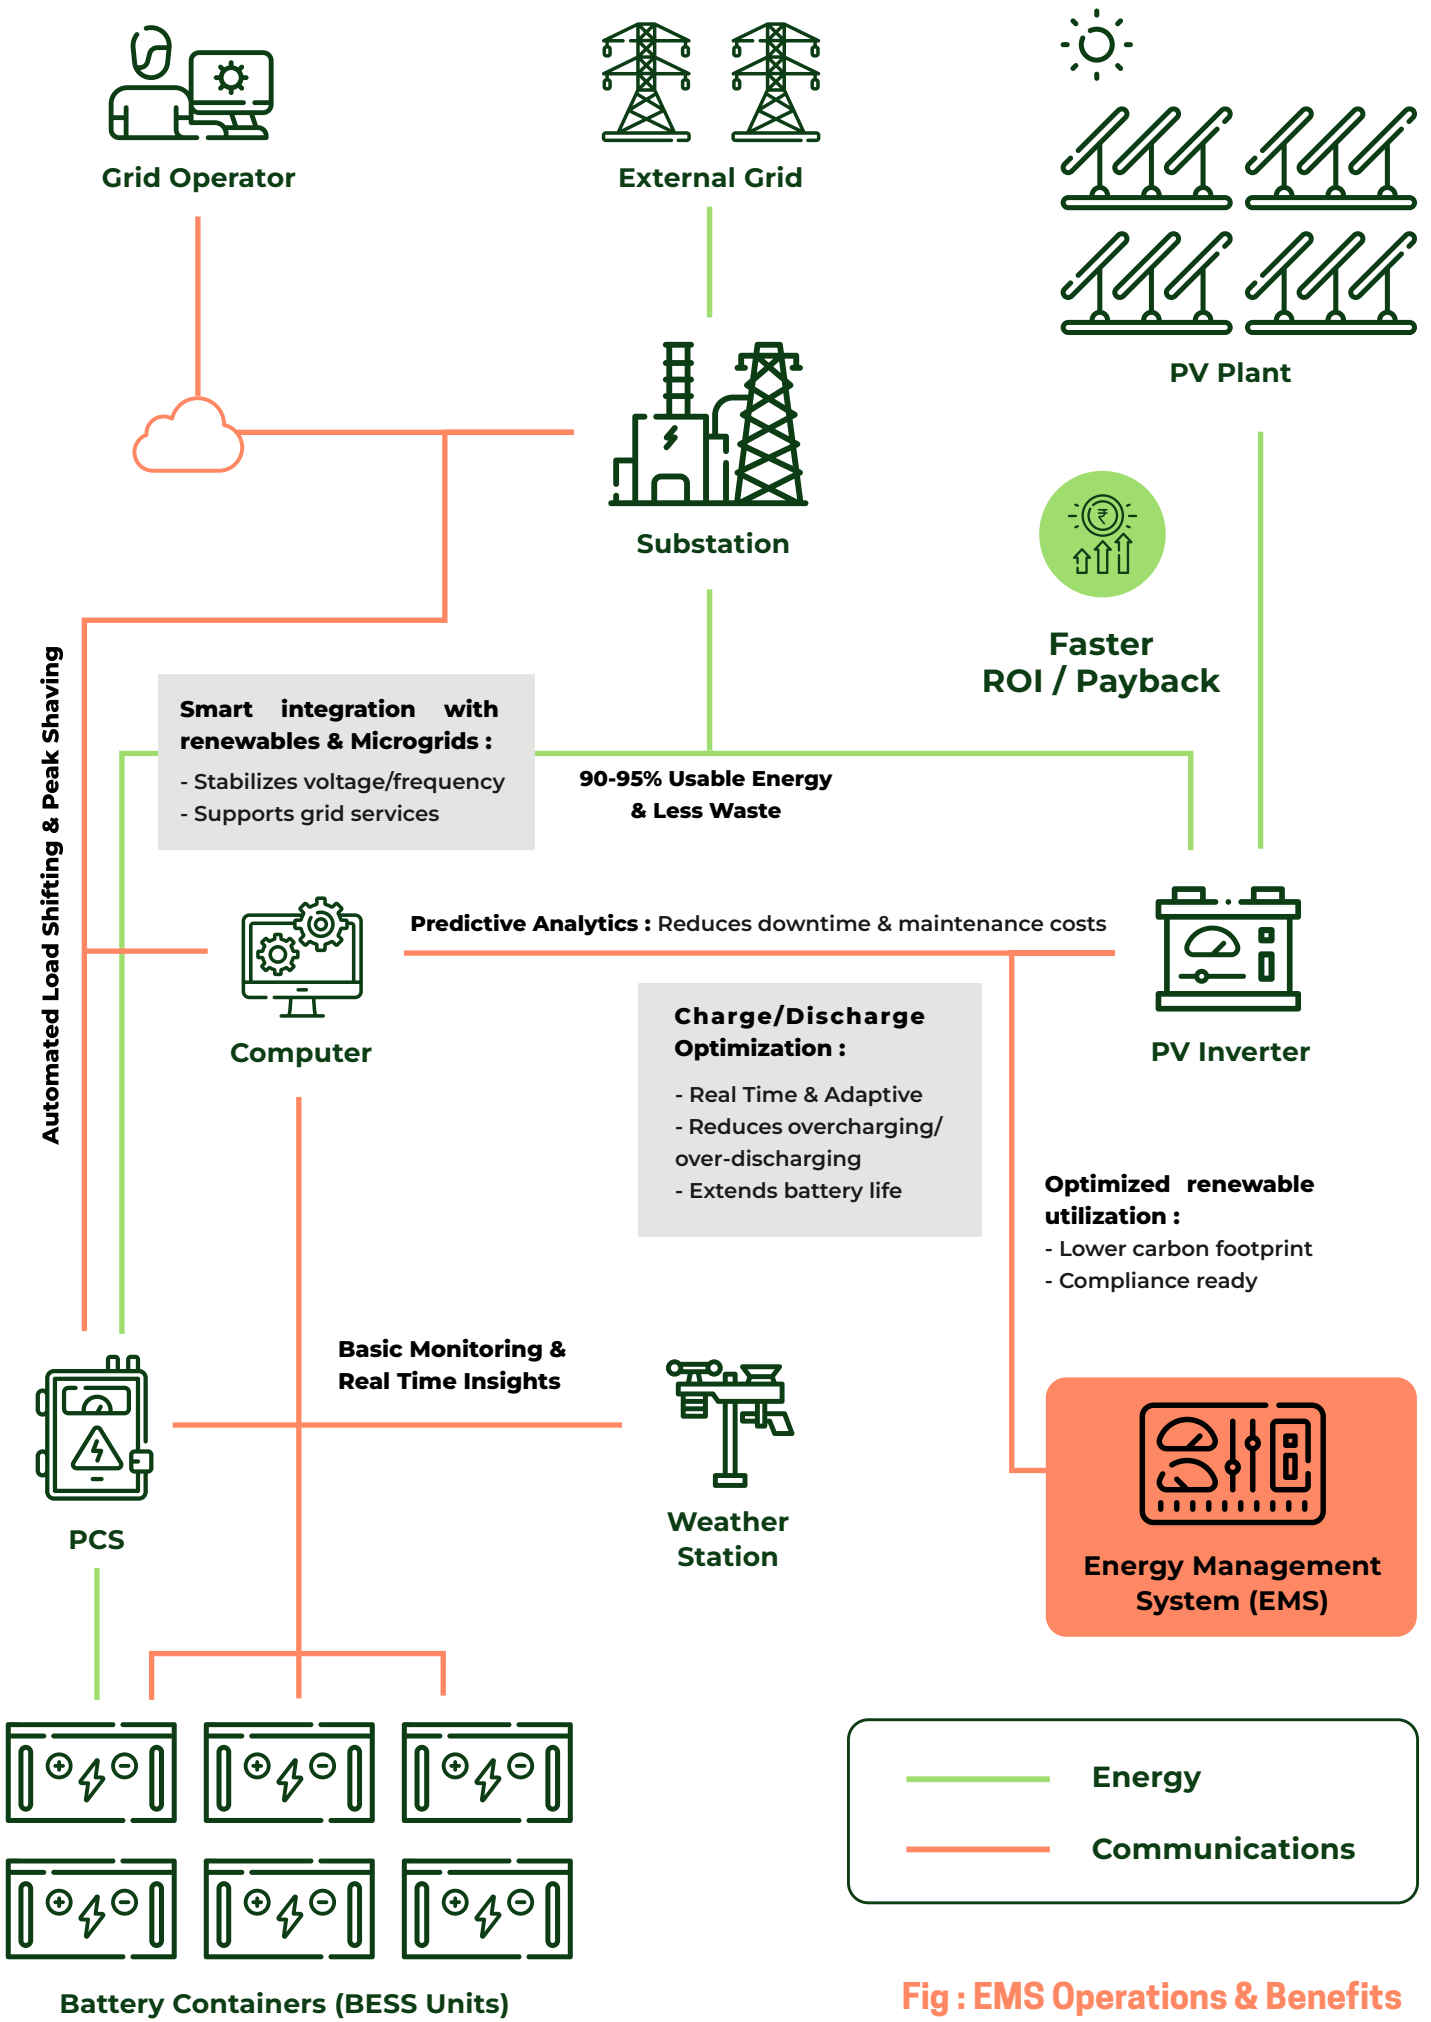 Grid Operator
External Grid
PV Plant
Substation
₹
Faster
ROI / Payback
Automated Load Shifting & Peak Shaving
Smart integration with
renewables & Microgrids :
- Stabilizes voltage/frequency
- Supports grid services
90-95% Usable Energy
& Less Waste
Predictive Analytics : Reduces downtime & maintenance costs
Computer
Charge/Discharge
Optimization :
- Real Time & Adaptive
- Reduces overcharging/
over-discharging
- Extends battery life
PV Inverter
Optimized renewable
utilization :
- Lower carbon footprint
- Compliance ready
Basic Monitoring &
Real Time Insights
PCS
Weather
Station
Energy Management
System (EMS)
Energy
Communications
Battery Containers (BESS Units)
Fig : EMS Operations & Benefits